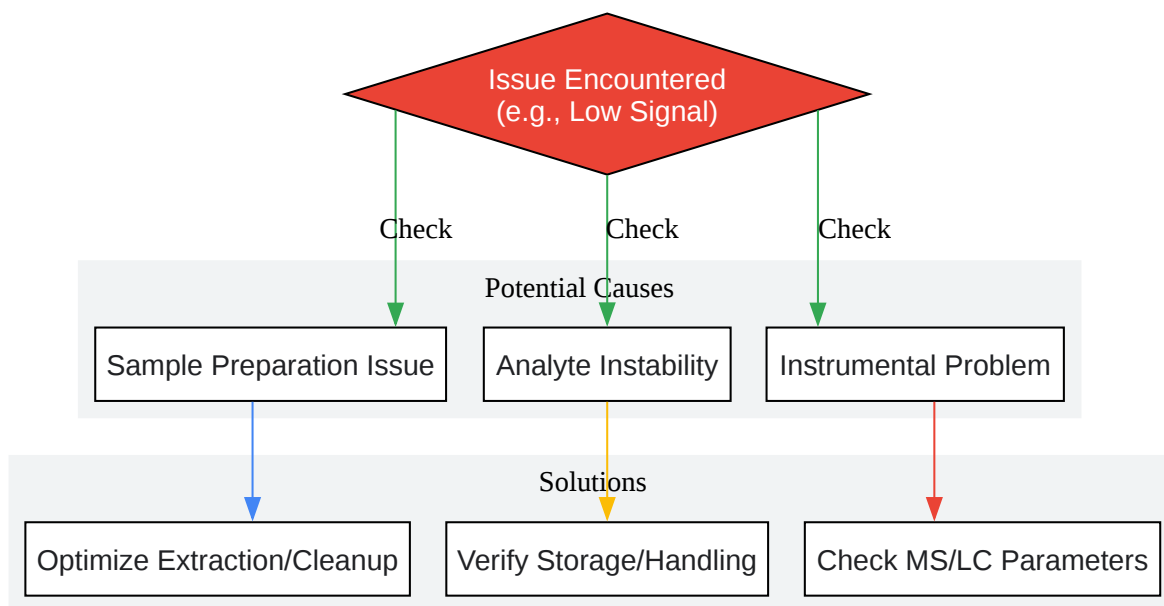 Issue Encountered
(e.g., Low Signal)
Check
Check
Check
Potential Causes
Sample Preparation Issue
Analyte Instability
Instrumental Problem
Solutions
Optimize Extraction/Cleanup
Verify Storage/Handling
Check MS/LC Parameters